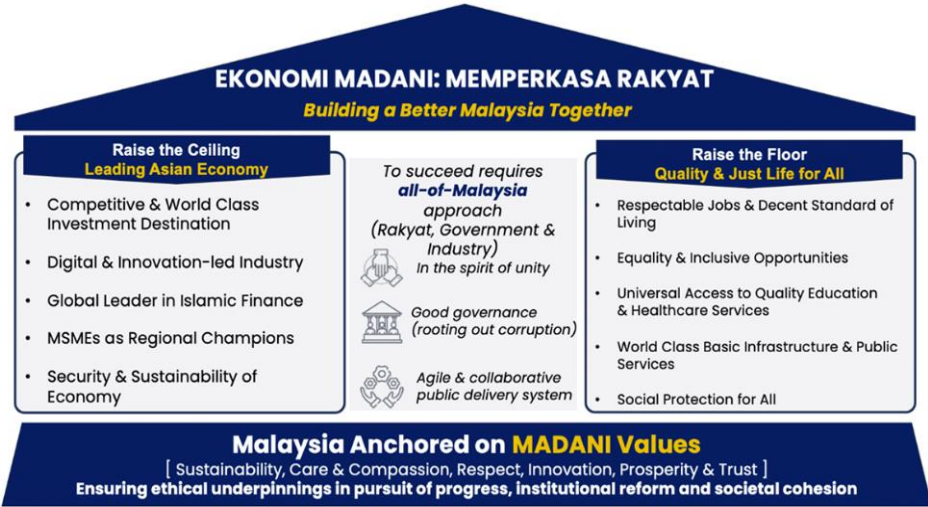 EKONOMI MADANI: MEMPERKASA RAKYAT
Building a Better Malaysia Together
Raise the Ceiling
Leading Asian Economy
• Competitive & World Class
Investment Destination
• Digital & Innovation-led Industry
• Global Leader in Islamic Finance
• MSMEs as Regional Champions
• Security & Sustainability of
Economy
To succeed requires
all-of-Malaysia
approach
(Rakyat, Government &
Industry)
In the spirit of unity
Good governance
(rooting out corruption)
Agile & collaborative
public delivery system
Raise the Floor
Quality & Just Life for All
• Respectable Jobs & Decent Standard of
Living
• Equality & Inclusive Opportunities
• Universal Access to Quality Education
& Healthcare Services
• World Class Basic Infrastructure & Public
Services
• Social Protection for All
Malaysia Anchored on MADANI Values
[ Sustainability, Care & Compassion, Respect, Innovation, Prosperity & Trust ]
Ensuring ethical underpinnings in pursuit of progress, institutional reform and societal cohesion